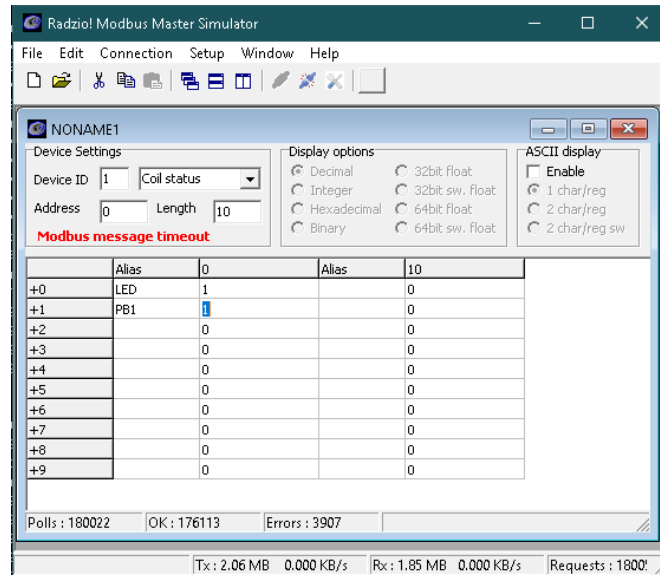 Radzio! Modbus Master Simulator
File Edit Connection Setup Window Help
NONAME1
Device Settings
Device ID 1 Coil status
Address 0 Length 10
Modbus message timeout
Display options
Decimal 32bit float
Integer 32bit sw. float
Hexadecimal 64bit float
Binary 64bit sw. float
ASCII display
Enable
1 char/reg
2 char/reg
2 char/reg sw
Alias 0 Alias 10
+0 LED 1 0
+1 PB1 1 0
+2 0 0
+3 0 0
+4 0 0
+5 0 0
+6 0 0
+7 0 0
+8 0 0
+9 0 0
Polls : 180022 OK : 176113 Errors : 3907
Tx : 2.06 MB 0.000 KB/s Rx : 1.85 MB 0.000 KB/s Requests :